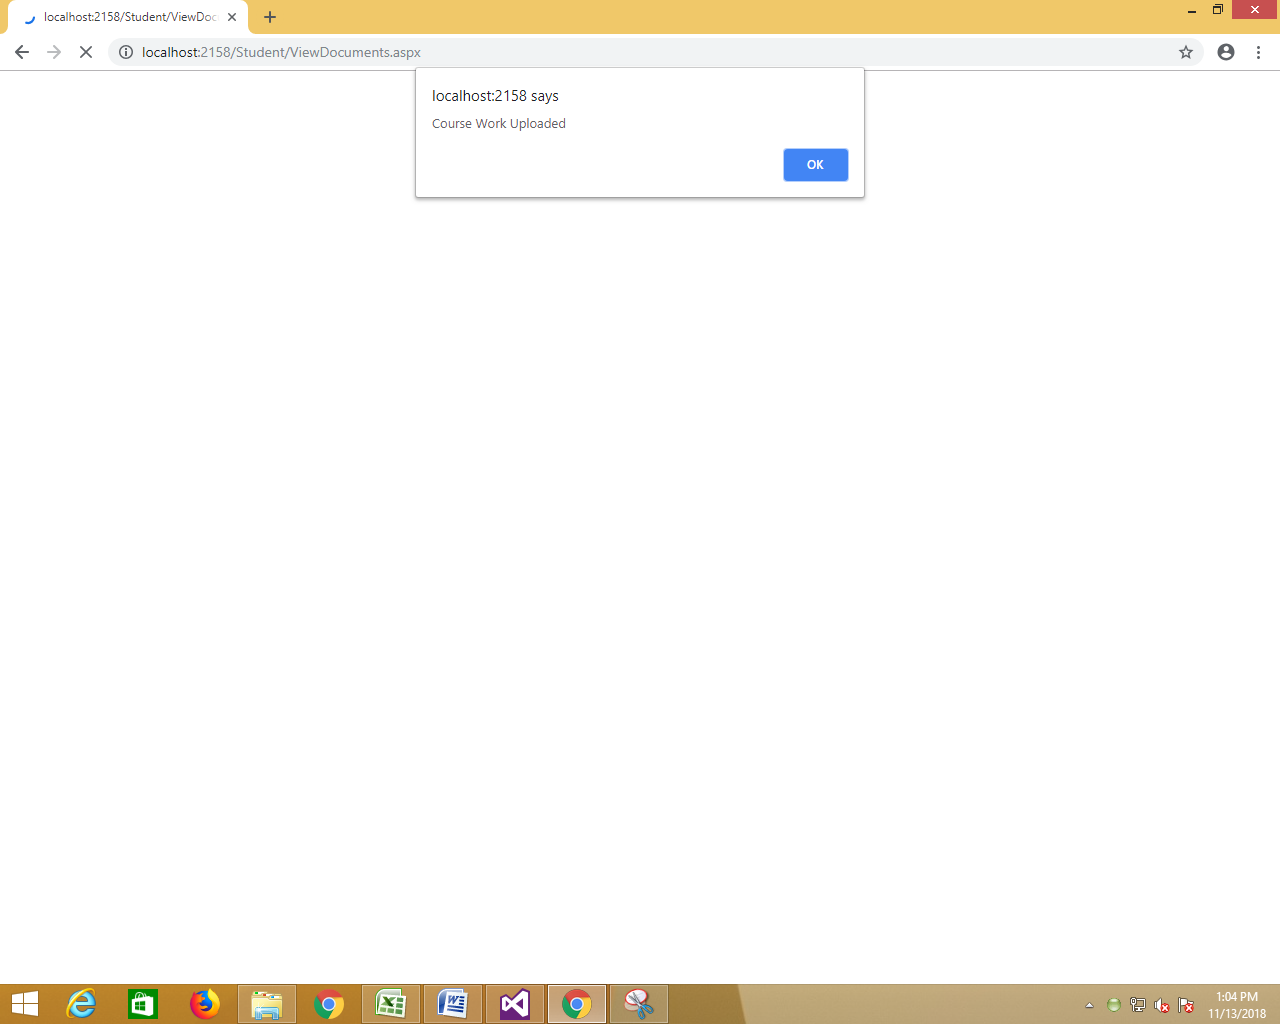 localhost:2158/Student/ViewDoc
localhost:2158/Student/ViewDocuments.aspx
localhost:2158 says
Course Work Uploaded
OK
1:04 PM
11/13/2018